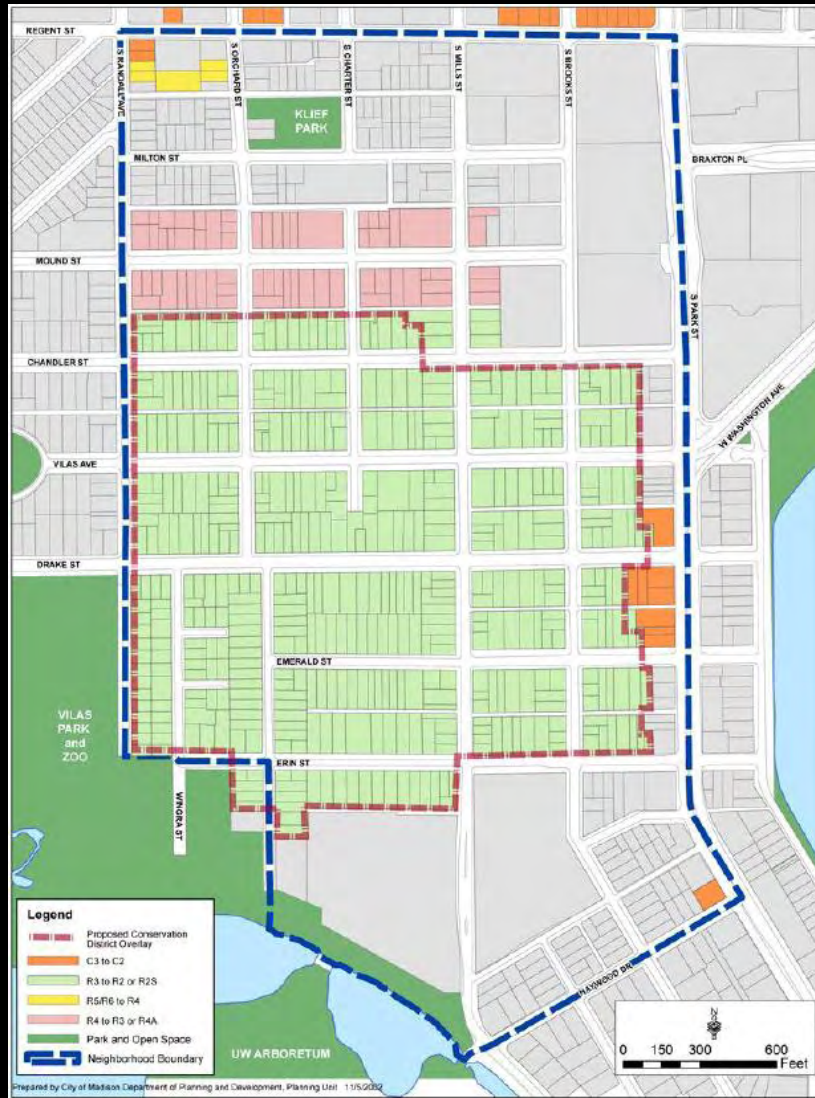 REGENT ST
S RANDALL AVE
S ORCHARD ST
S CHARTER ST
S MILLS ST
S BROOKS ST
KLIEF
PARK
MILTON ST
BRAXTON PL
MOUND ST
S PARK ST
CHANDLER ST
W WASHINGTON AVE
VILAS AVE
DRAKE ST
EMERALD ST
VILAS
PARK
and
ZOO
ERIN ST
WINGRA ST
HAYWOOD DR
UW ARBORETUM
Legend
Proposed Conservation
District Overlay
C3 to C2
R3 to R2 or R2S
R5/R6 to R4
R4 to R3 or R4A
Park and Open Space
Neighborhood Boundary
0 150 300 600
Feet
Prepared by City of Madison Department of Planning and Development, Planning Unit